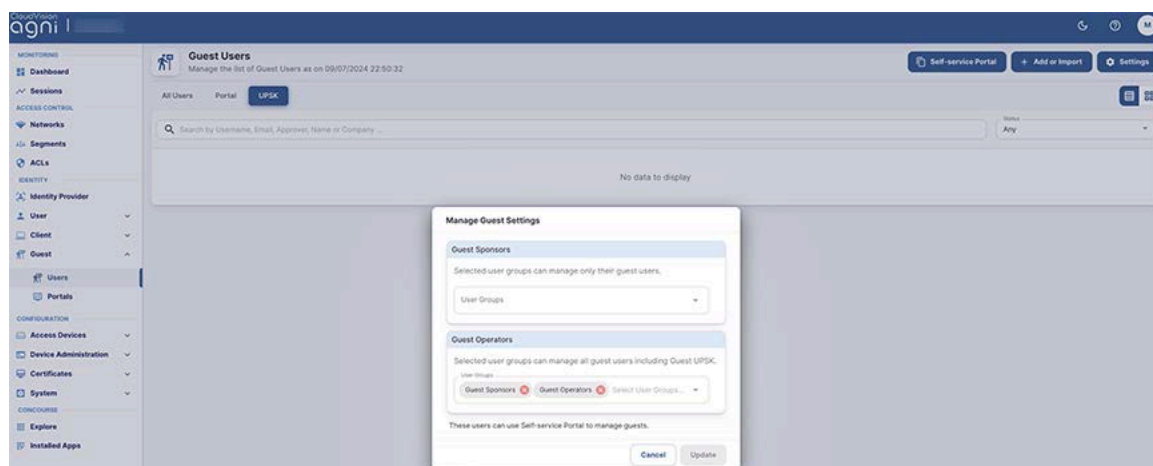 CloudVision
agni
M
MONITORING
Dashboard
Sessions
ACCESS CONTROL
Networks
Segments
ACLs
IDENTITY
Identity Provider
User
Client
Guest
Users
Portals
CONFIGURATION
Access Devices
Device Administration
Certificates
System
CONCOURSE
Explore
Installed Apps
Guest Users
Manage the list of Guest Users as on 09/07/2024 22:50:32
Self-service Portal
+ Add or Import
Settings
All Users Portal UPSK
Search by Username, Email, Approver, Name or Company ...
Status
Any
No data to display
Manage Guest Settings
Guest Sponsors
Selected user groups can manage only their guest users.
User Groups
Guest Operators
Selected user groups can manage all guest users including Guest UPSK.
User Groups
Guest Sponsors Guest Operators Select User Groups...
These users can use Self-service Portal to manage guests.
Cancel Update